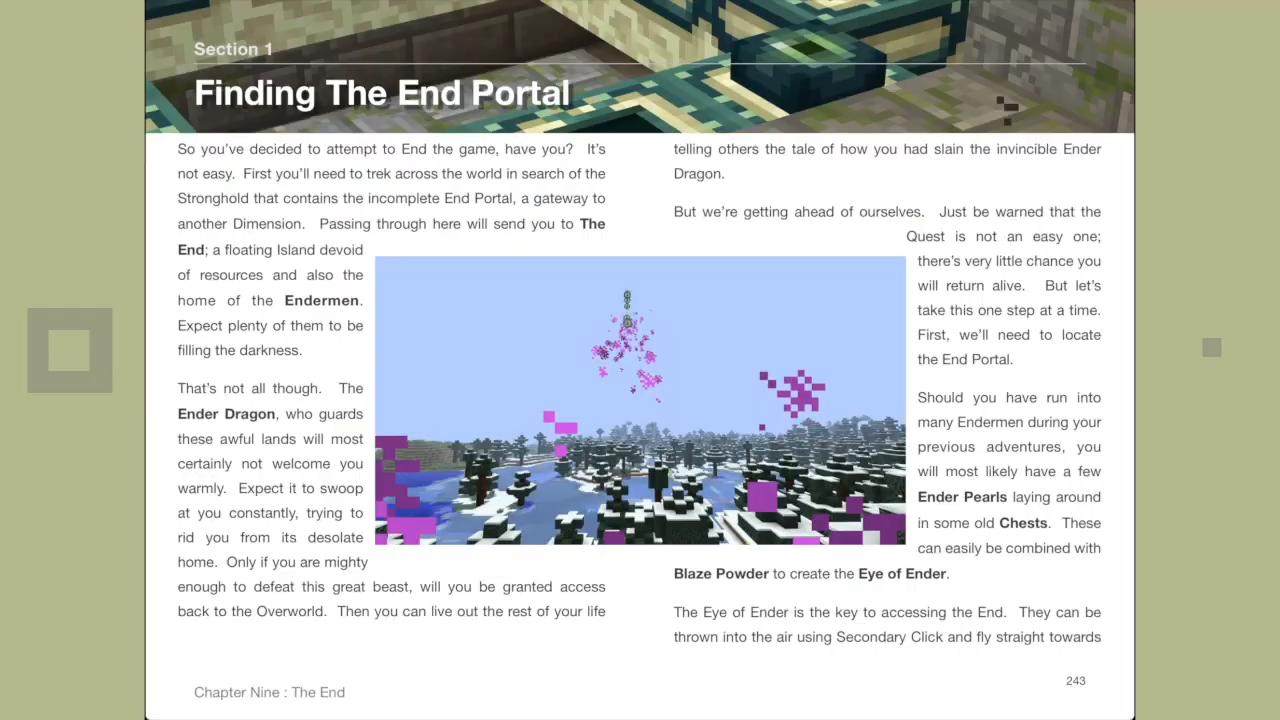 Section 1
Finding The End Portal
So you've decided to attempt to End the game, have you? It's
not easy. First you'll need to trek across the world in search of the
Stronghold that contains the incomplete End Portal, a gateway to
another Dimension. Passing through here will send you to The
End; a floating Island devoid
of resources and also the
home of the Endermen.
Expect plenty of them to be
filling the darkness.
That's not all though. The
Ender Dragon, who guards
these awful lands will most
certainly not welcome you
warmly. Expect it to swoop
at you constantly, trying to
rid you from its desolate
home. Only if you are mighty
enough to defeat this great beast, will you be granted access
back to the Overworld. Then you can live out the rest of your life
telling others the tale of how you had slain the invincible Ender
Dragon.
But we're getting ahead of ourselves. Just be warned that the
Quest is not an easy one;
there's very little chance you
will return alive. But let's
take this one step at a time.
First, we'll need to locate
the End Portal.
Should you have run into
many Endermen during your
previous adventures, you
will most likely have a few
Ender Pearls laying around
in some old Chests. These
can easily be combined with
Blaze Powder to create the Eye of Ender.
The Eye of Ender is the key to accessing the End. They can be
thrown into the air using Secondary Click and fly straight towards
Chapter Nine : The End
243